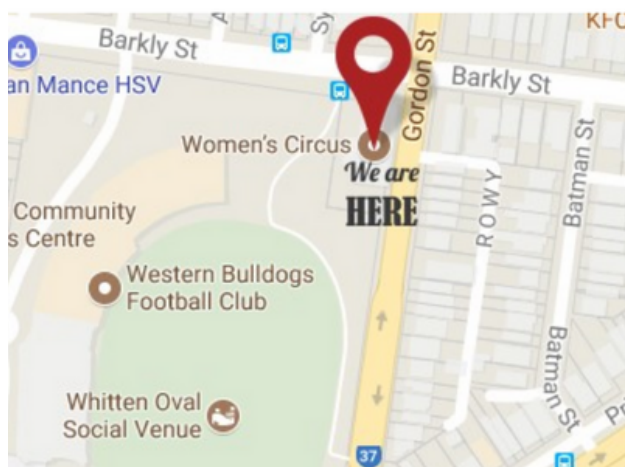 KFC
Barkly St
an Mance HSV
Gordon St
Barkly St
Women's Circus
We are
HERE
Batman St
ROWY
Community
s Centre
Western Bulldogs
Football Club
Batman St
Whitten Oval
Social Venue
37